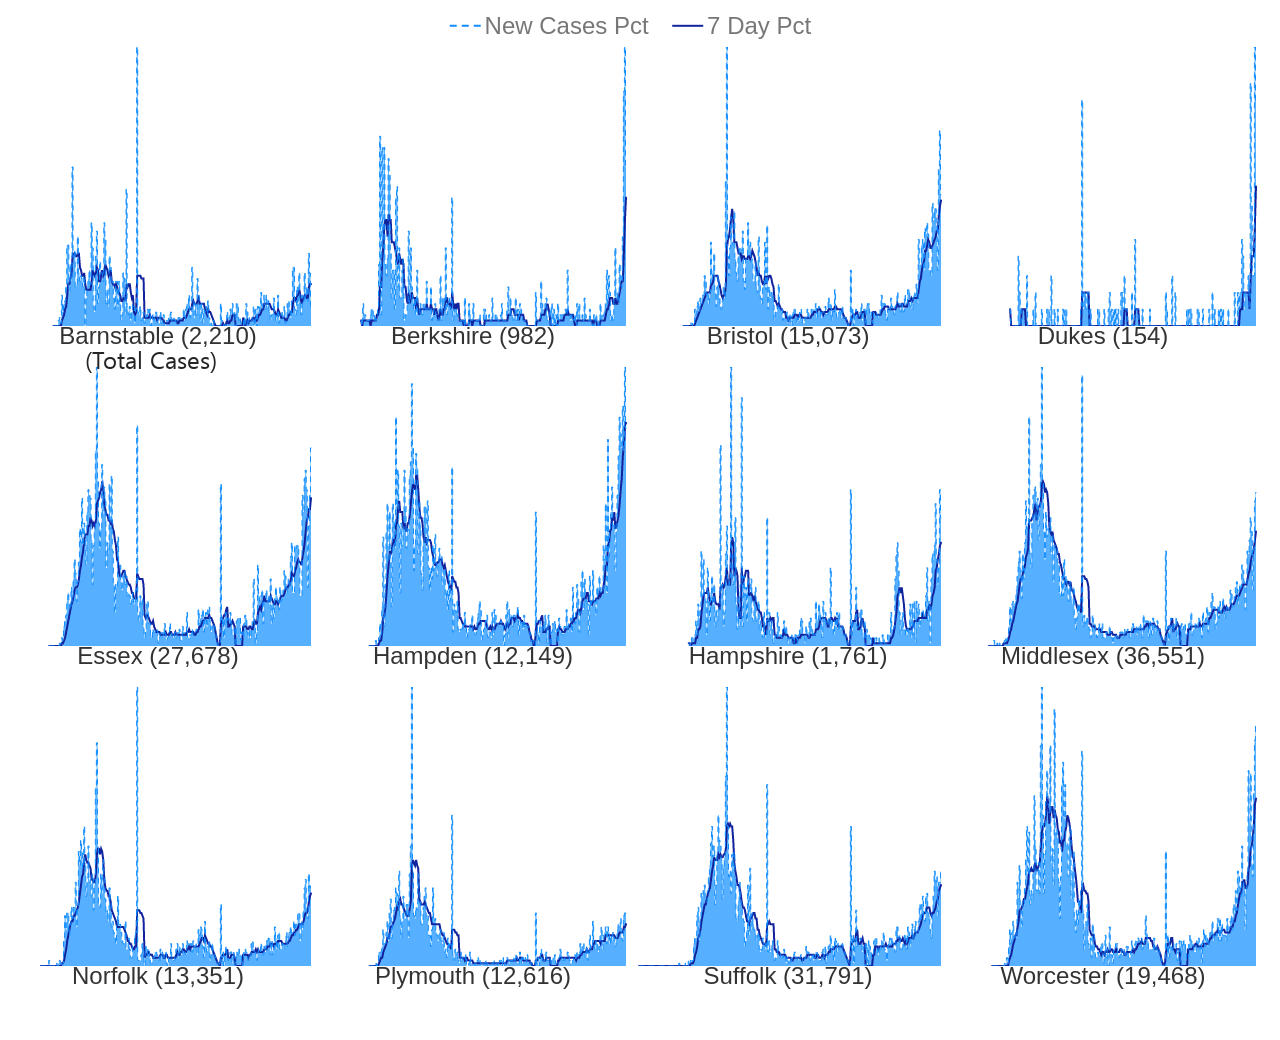 New Cases Pct 7 Day Pct
Barnstable (2,210) Berkshire (982) Bristol (15,073) Dukes (154)
(Total Cases)
Essex (27,678) Hampden (12,149) Hampshire (1,761) Middlesex (36,551)
Norfolk (13,351) Plymouth (12,616) Suffolk (31,791) Worcester (19,468)